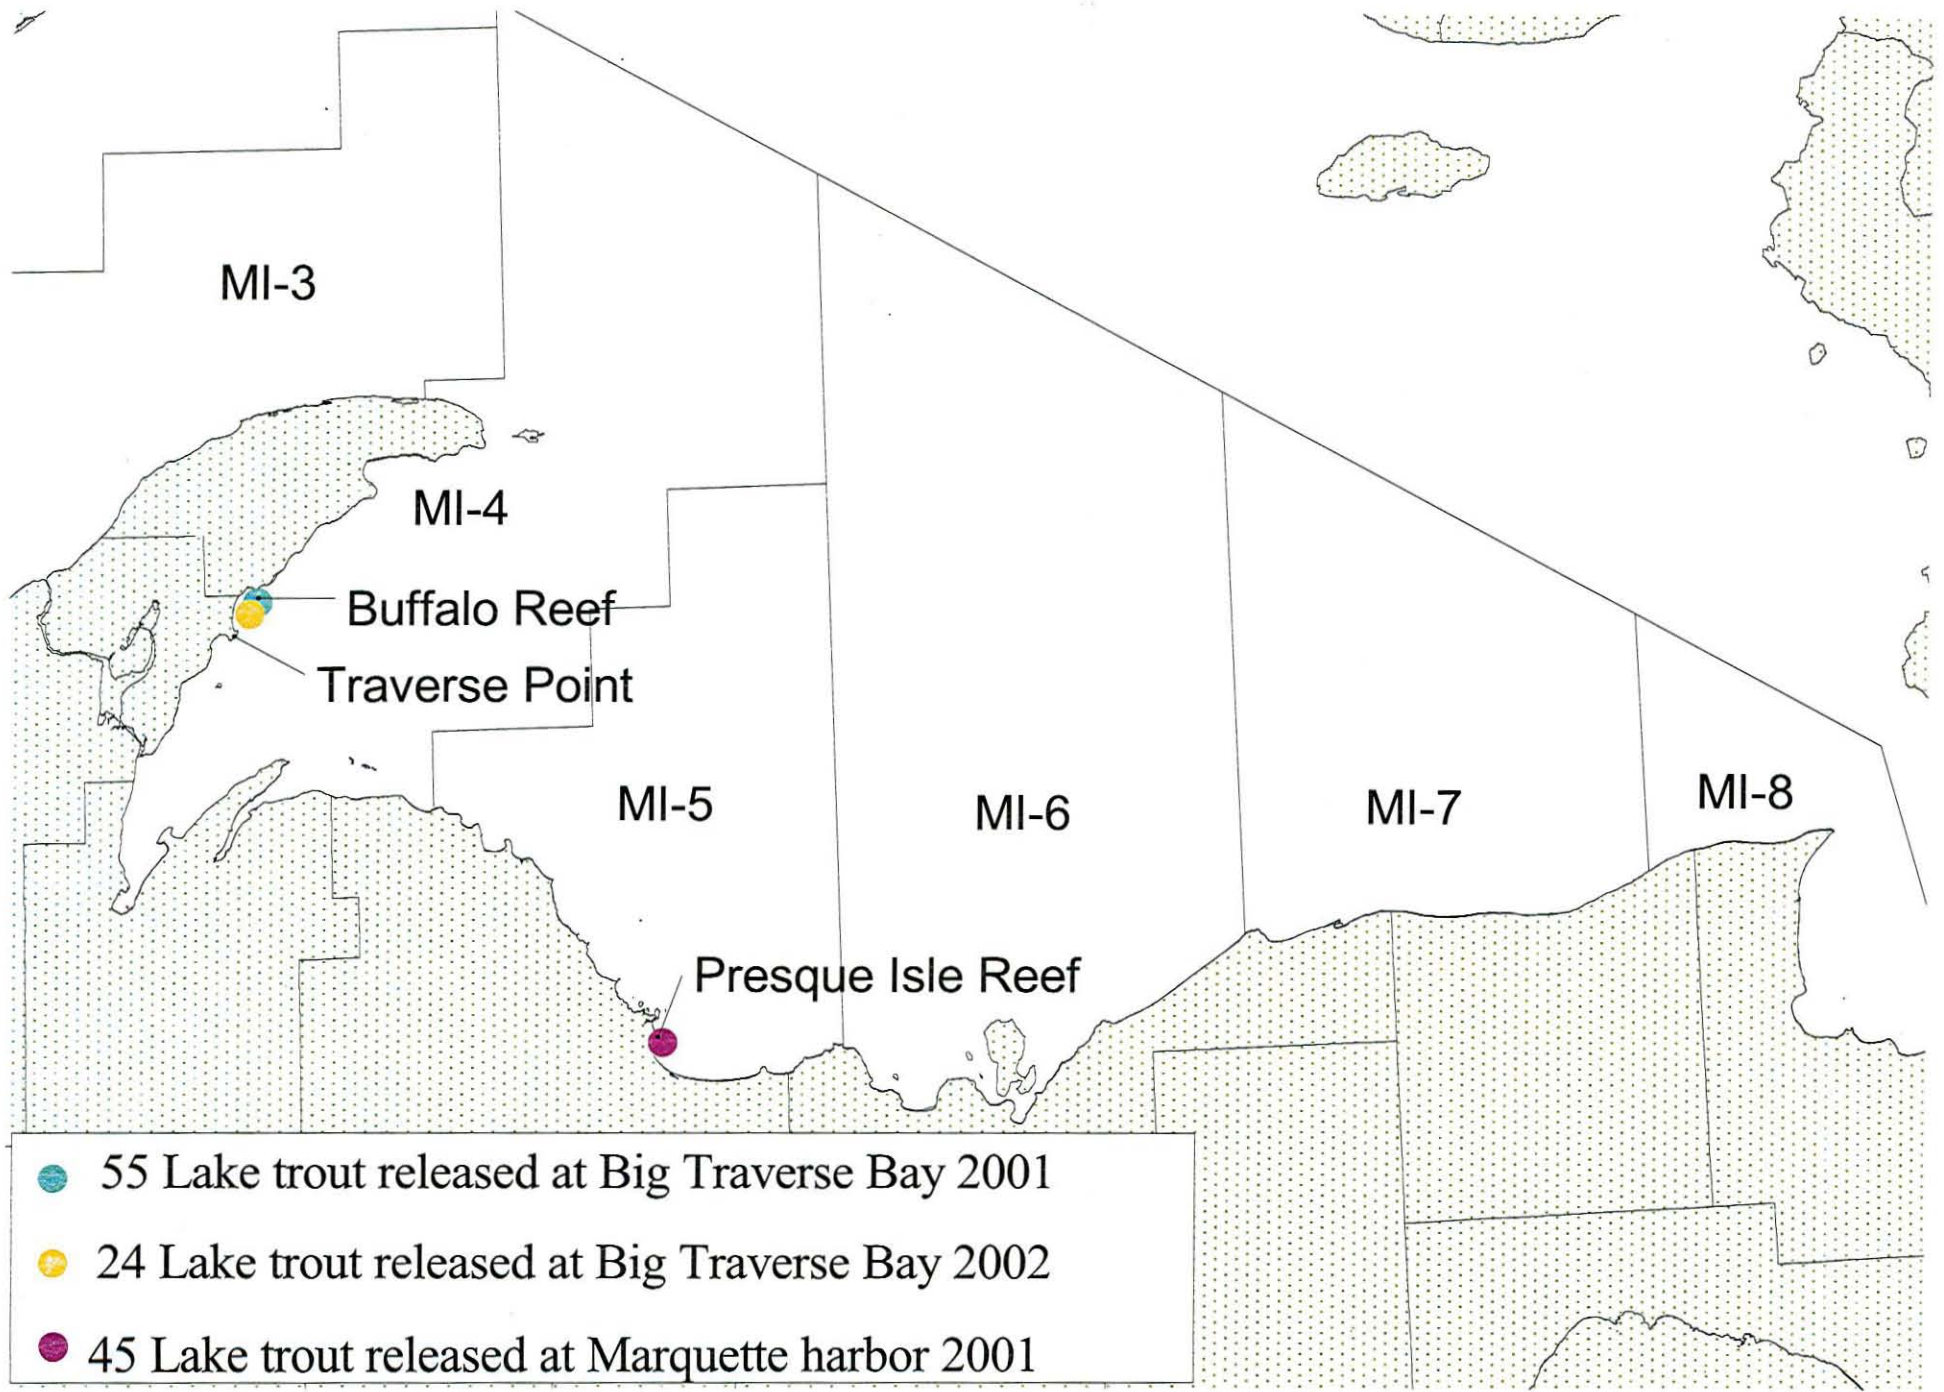 MI-3
MI-4
Buffalo Reef
Traverse Point
MI-5
MI-6
MI-7
MI-8
Presque Isle Reef
55 Lake trout released at Big Traverse Bay 2001
24 Lake trout released at Big Traverse Bay 2002
45 Lake trout released at Marquette harbor 2001